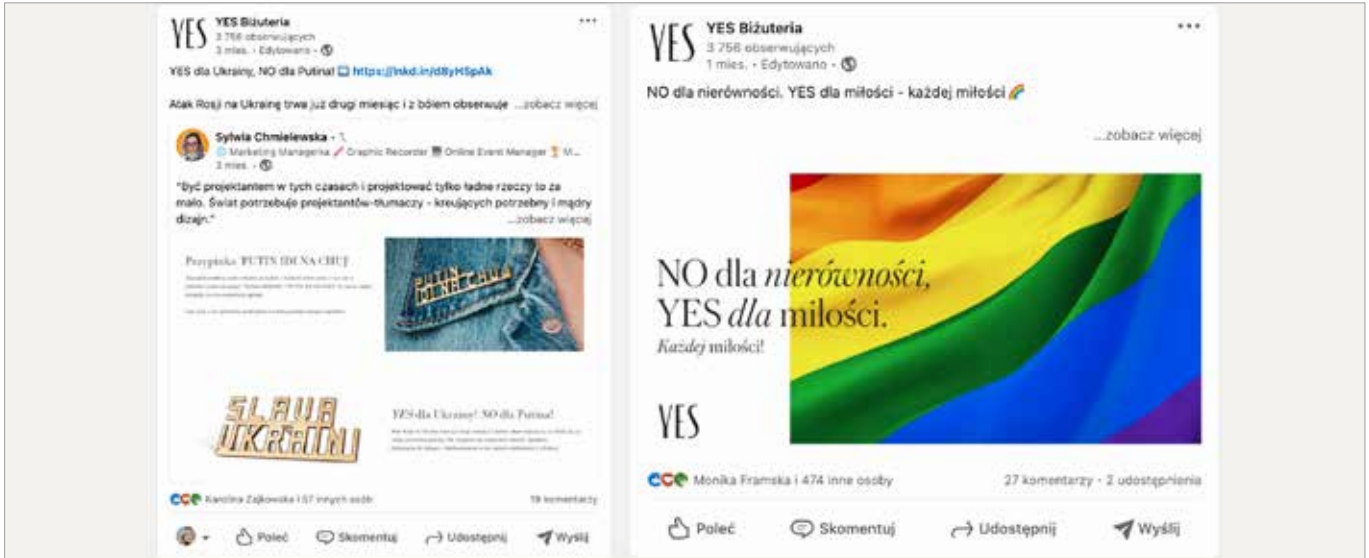 YES
YES Biżuteria
3 756 obserwujących
3 mies. • Edytowano •
YES dla Ukrainy, NO dla Putina! https://lnkd.in/d8yHSpAk
Atak Rosji na Ukrainę trwa już drugi miesiąc i z bólem obserwuje ...zobacz więcej
Sylwia Chmielewska •
Marketing Managerka Graphic Recorder Online Event Manager M...
3 mies. •
"Być projektantem w tych czasach i projektować tylko ładne rzeczy to za
mało. Świat potrzebuje projektantów-tłumaczy - kreujących potrzebny i mądry
dizajn." ...zobacz więcej
Przypinka 'PUTIN IDI NA CHUJ'
PUTIN
IDI NA CHUJ
SLAVA
UKRAINI
YES dla Ukrainy! NO dla Putina!
Karolina Zajkowska i 57 innych osób
19 komentarzy
Poleć Skomentuj Udostępnij Wyślij
YES
YES Biżuteria
3 756 obserwujących
1 mies. • Edytowano •
NO dla nierówności. YES dla miłości - każdej miłości
...zobacz więcej
NO dla nierówności,
YES dla miłości.
Każdej miłości!
YES
Monika Framska i 474 inne osoby
27 komentarzy • 2 udostępnienia
Poleć Skomentuj Udostępnij Wyślij